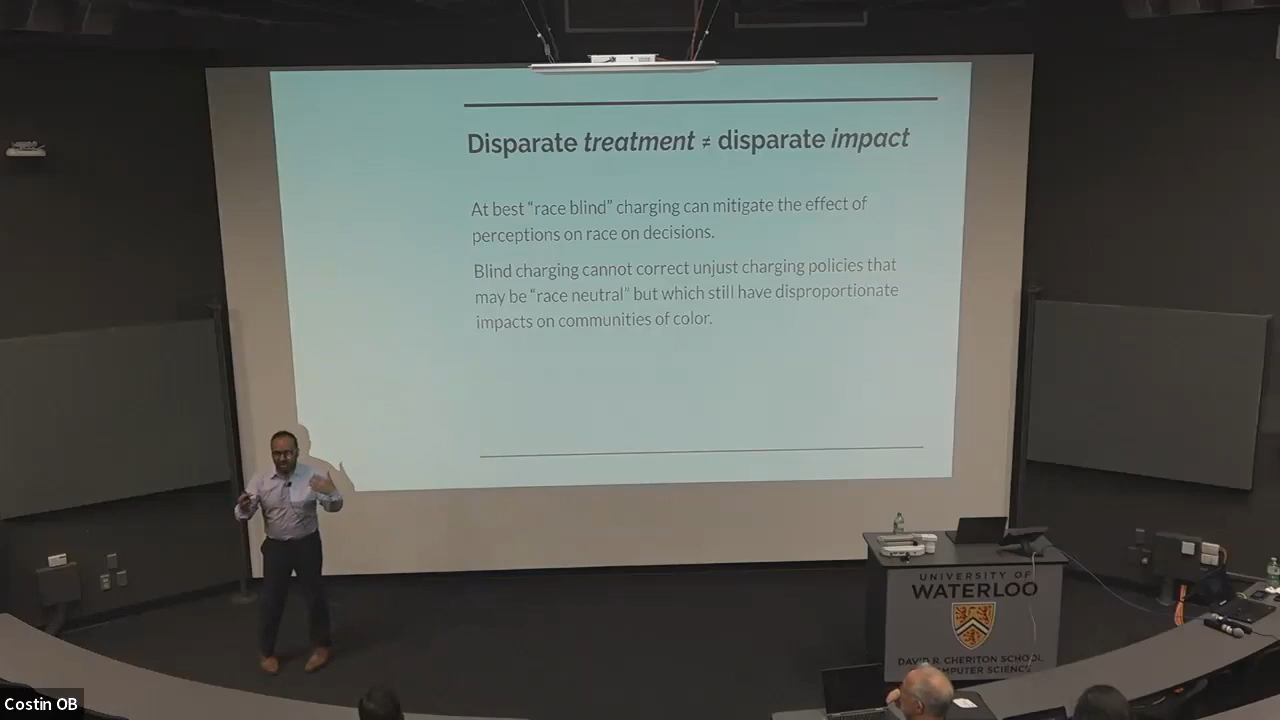 Disparate treatment ≠ disparate impact
At best “race blind” charging can mitigate the effect of
perceptions on race on decisions.
Blind charging cannot correct unjust charging policies that
may be “race neutral” but which still have disproportionate
impacts on communities of color.
UNIVERSITY OF
WATERLOO
DAVID R. CHERITON SCHOOL
COMPUTER SCIENCE
Costin OB